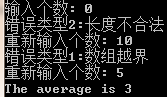 输入个数: 0
错误类型2:长度不合法
重新输入个数: 10
错误类型1:数组越界
重新输入个数: 5
The average is 3